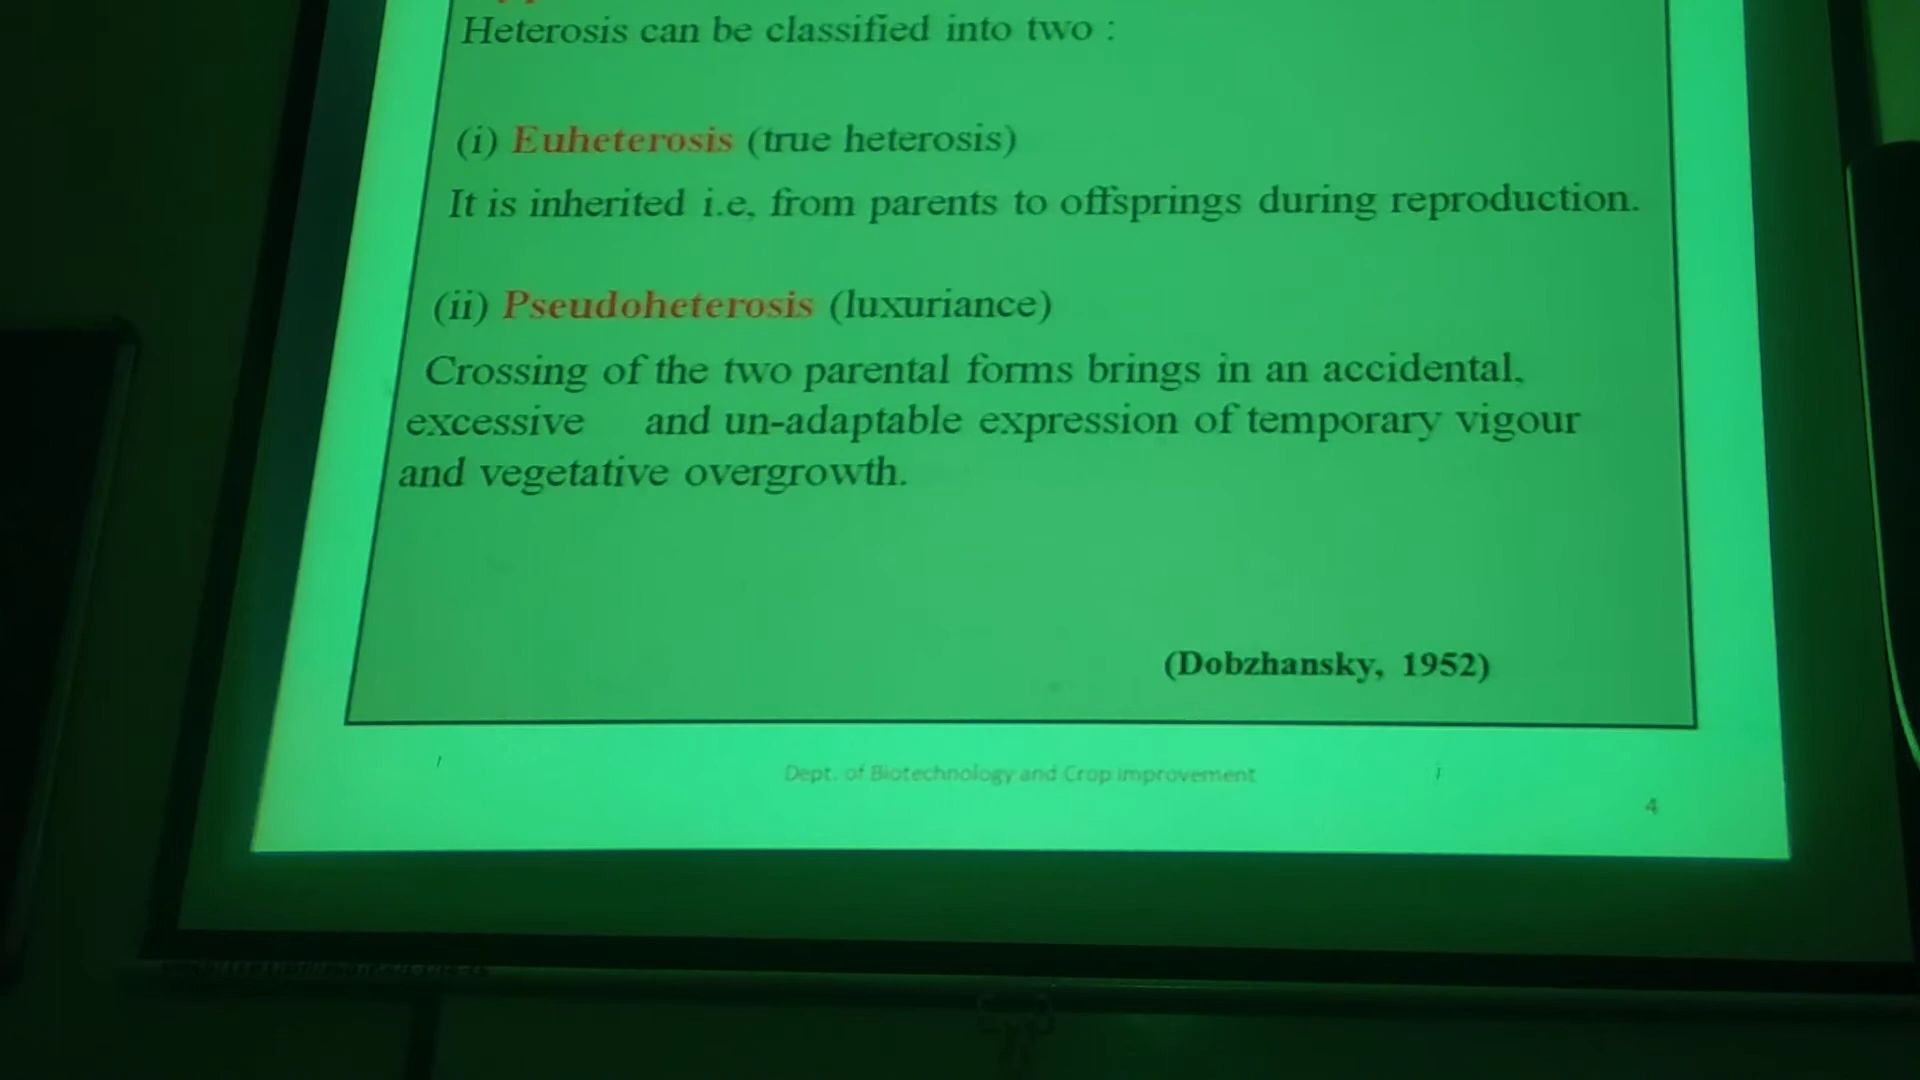 Heterosis can be classified into two :
(i) Euheterosis (true heterosis)
It is inherited i.e, from parents to offsprings during reproduction.
(ii) Pseudoheterosis (luxuriance)
Crossing of the two parental forms brings in an accidental,
excessive and un-adaptable expression of temporary vigour
and vegetative overgrowth.
(Dobzhansky, 1952)
Dept. of Biotechnology and Crop improvement
4